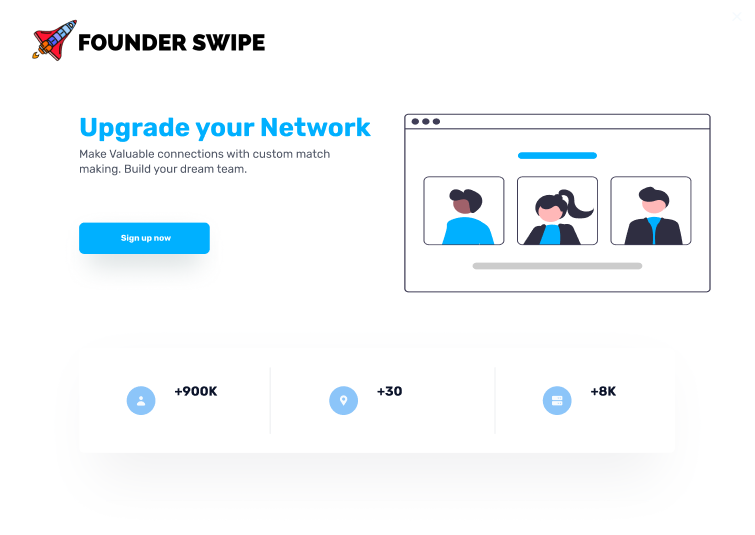 FOUNDER SWIPE
Upgrade your Network
Make Valuable connections with custom match
making. Build your dream team.
Sign up now
+900K
+30
+8K